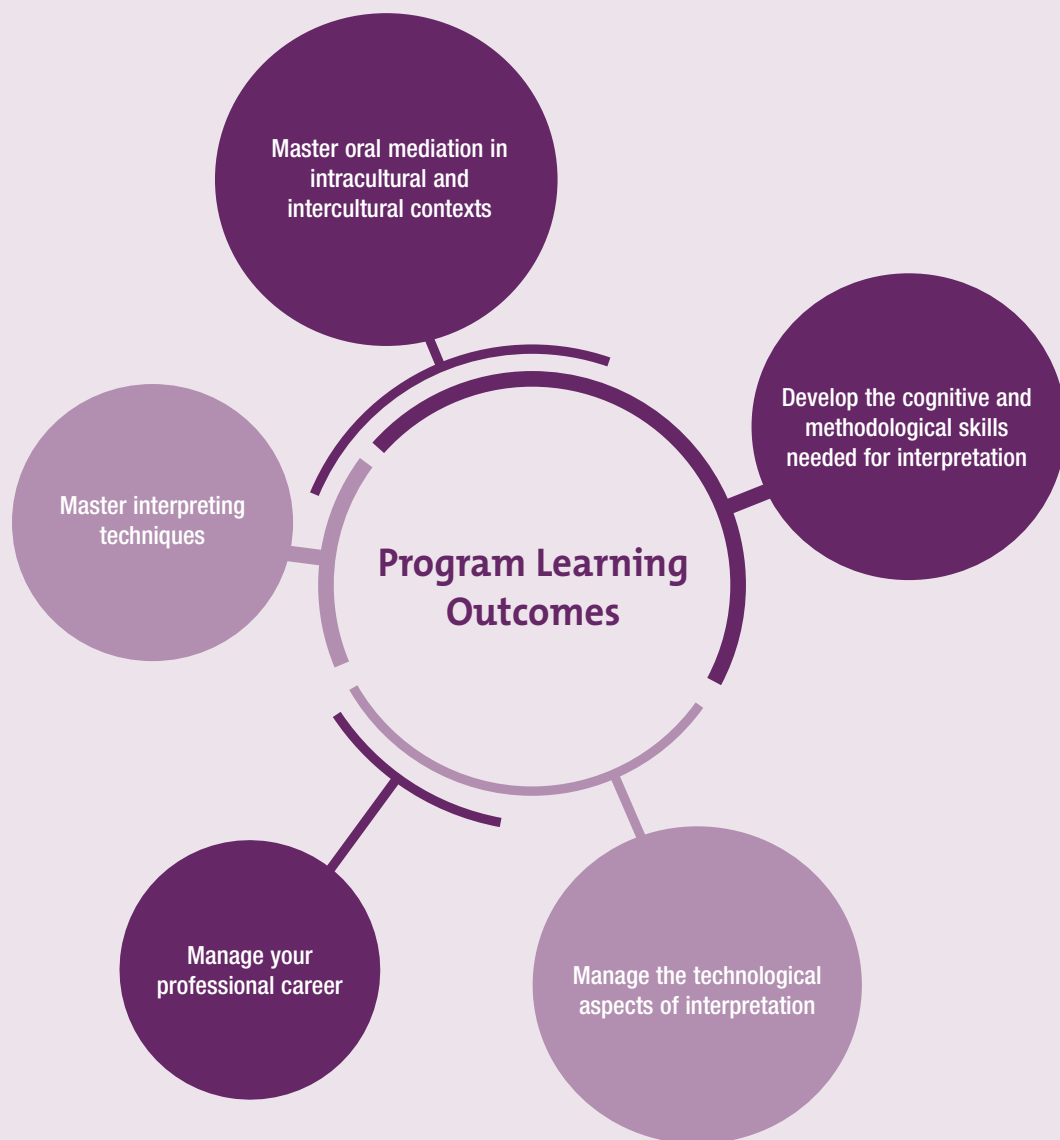 Master oral mediation in
intracultural and
intercultural contexts
Develop the cognitive and
methodological skills
needed for interpretation
Master interpreting
techniques
Program Learning
Outcomes
Manage your
professional career
Manage the technological
aspects of interpretation